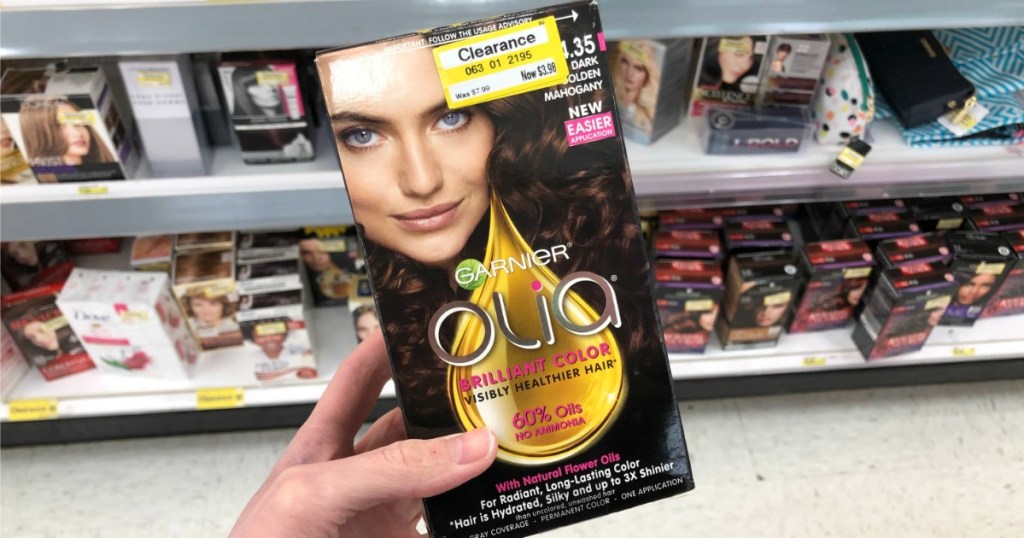 IMPORTANT: FOLLOW THE USAGE ADVISORY
Clearance
063 01 2195
Now $3.98
Was $7.99
4.35
DARK
GOLDEN
MAHOGANY
NEW
EASIER
APPLICATION
GARNIER®
OLIA®
BRILLIANT COLOR
VISIBLY HEALTHIER HAIR*
60% Oils
NO AMMONIA
With Natural Flower Oils
For Radiant, Long-Lasting Color
*Hair is Hydrated, Silky and up to 3X Shinier
than uncolored, unwashed hair
GRAY COVERAGE - PERMANENT COLOR - ONE APPLICATION
Dove
Clearance
Clearance